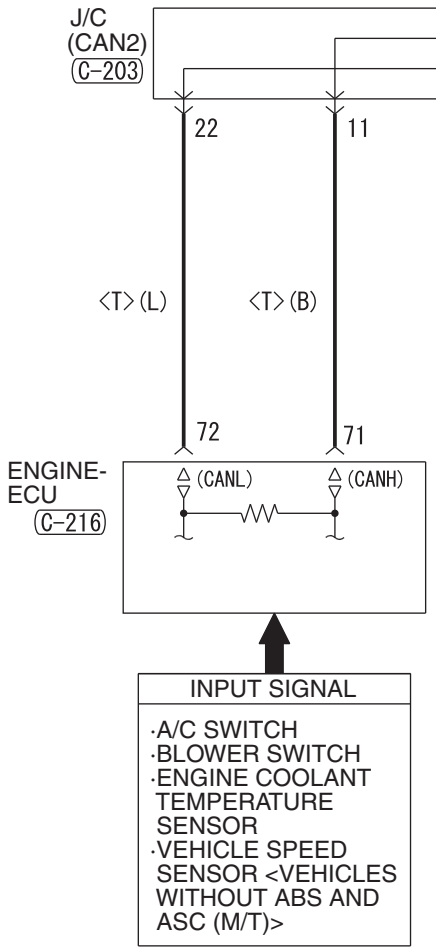 J/C
(CAN2)
(C-203)
22 11
<T>(L) <T>(B)
72 71
ENGINE-
ECU
(C-216)
(CANL) (CANH)
INPUT SIGNAL
·A/C SWITCH
·BLOWER SWITCH
·ENGINE COOLANT
TEMPERATURE
SENSOR
·VEHICLE SPEED
SENSOR <VEHICLES
WITHOUT ABS AND
ASC (M/T)>